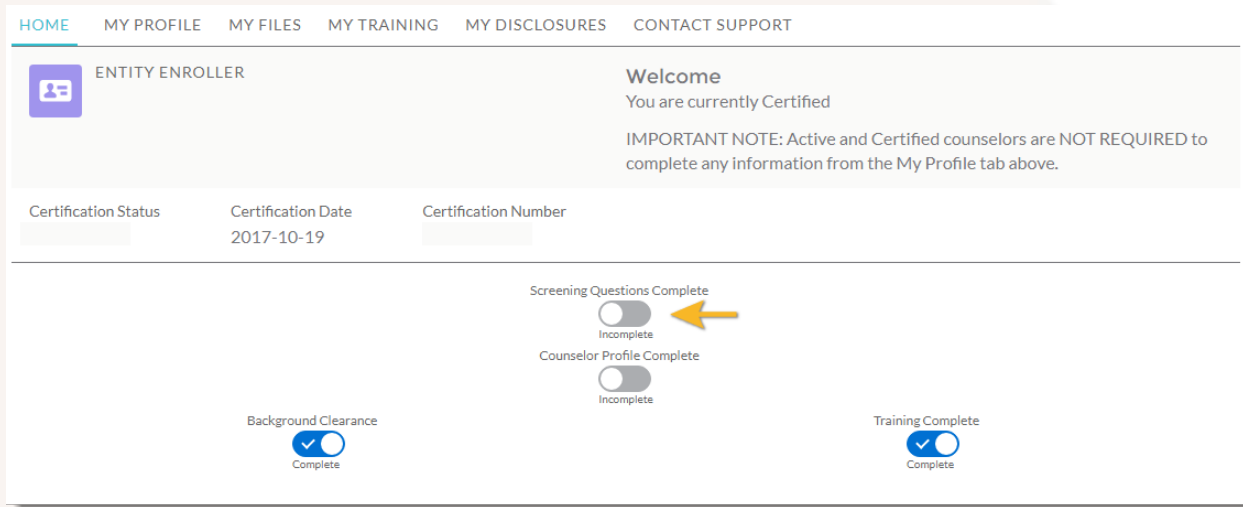 HOME MY PROFILE MY FILES MY TRAINING MY DISCLOSURES CONTACT SUPPORT
ENTITY ENROLLER
Welcome
You are currently Certified
IMPORTANT NOTE: Active and Certified counselors are NOT REQUIRED to
complete any information from the My Profile tab above.
Certification Status Certification Date Certification Number
2017-10-19
Screening Questions Complete
Incomplete
Counselor Profile Complete
Incomplete
Background Clearance Training Complete
Complete Complete